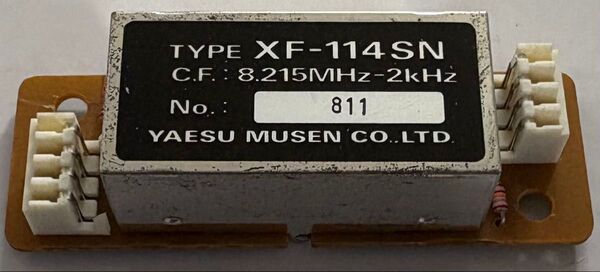 TYPE XF-114SN
C.F.: 8.215MHz-2kHz
No.: 811
YAESU MUSEN CO.,LTD.